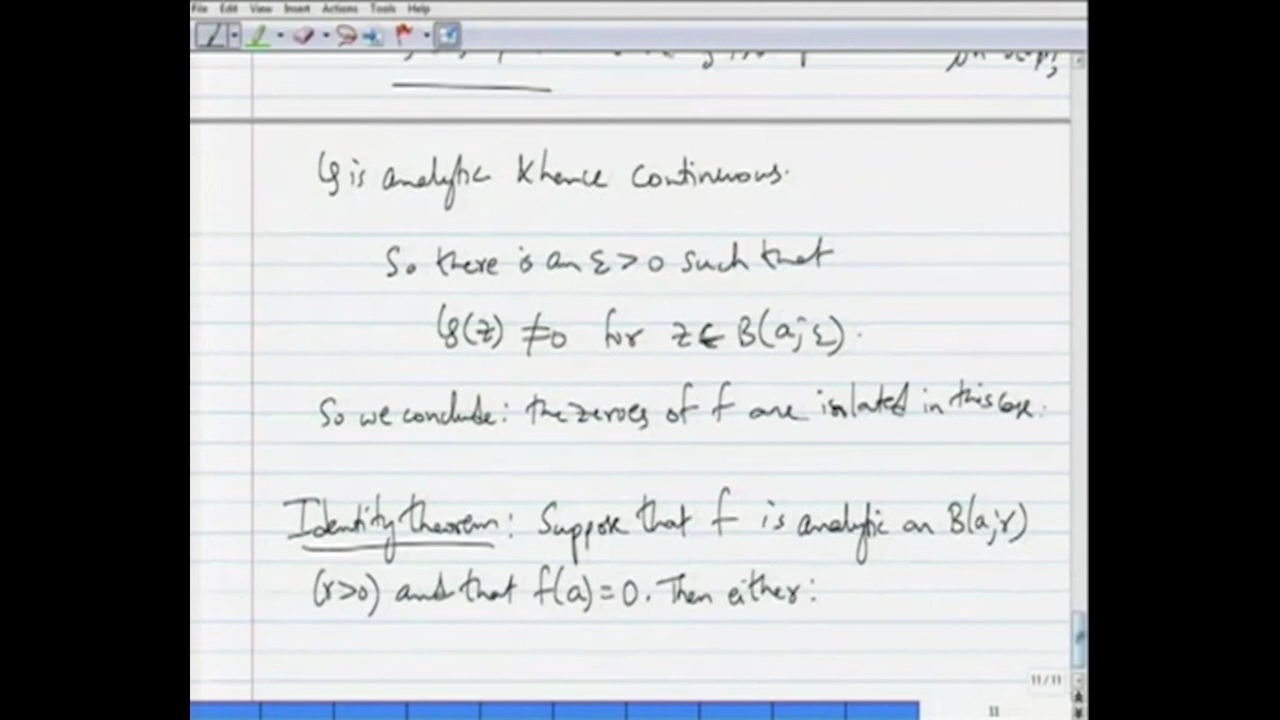 File Edit View Insert Actions Tools Help
φ is analytic & hence continuous.
So there is an ε > 0 such that
φ(z) ≠ 0 for z ∈ B(a; ε).
So we conclude: the zeroes of f are isolated in this case.
Identity theorem: Suppose that f is analytic on B(a; r)
(r>0) and that f(a) = 0. Then either:
11/11
11